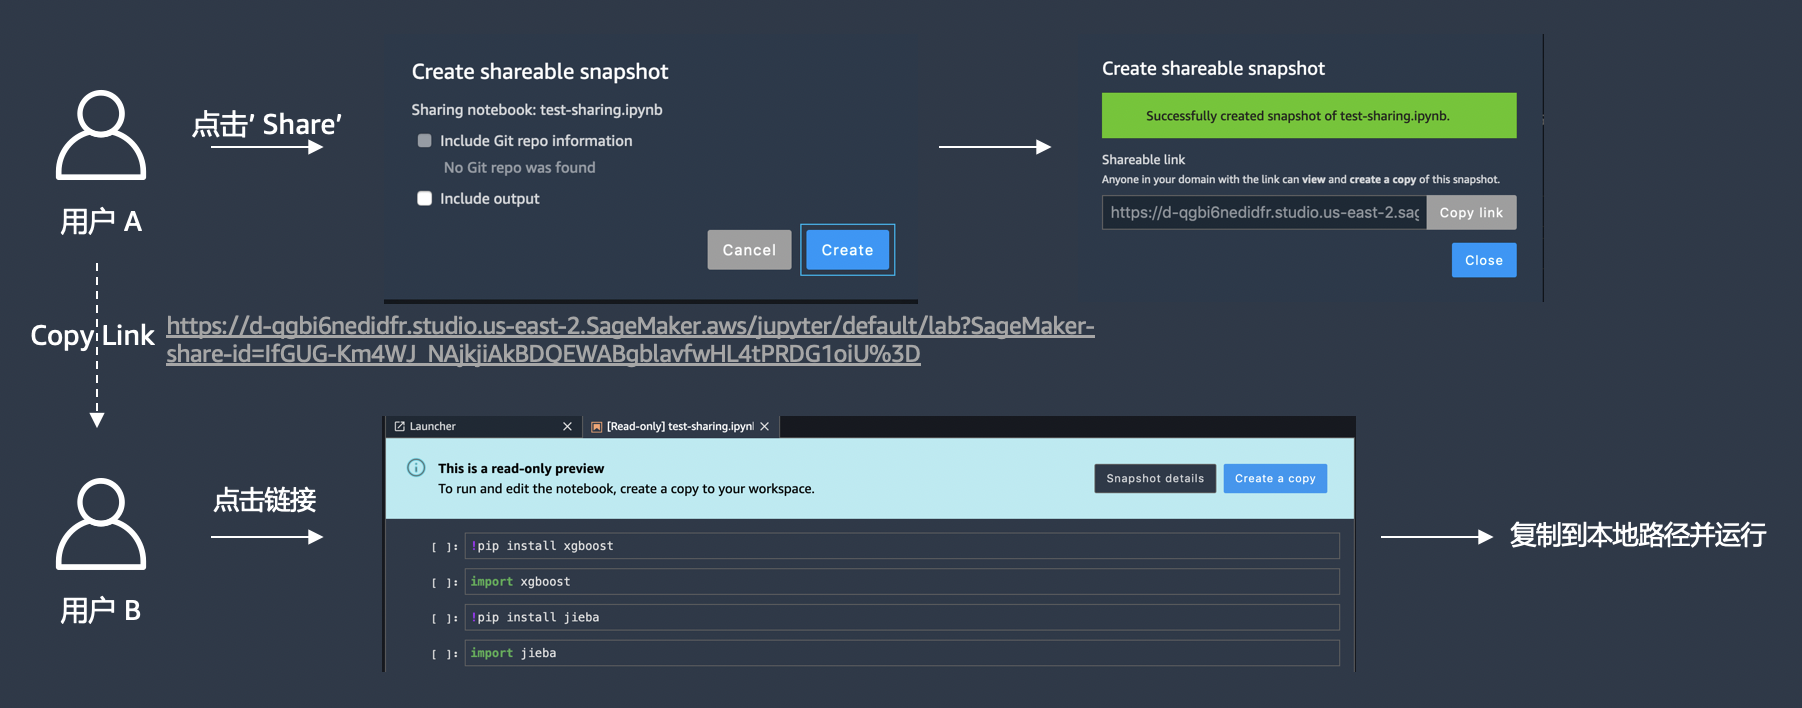 用户 A
点击’ Share’
Create shareable snapshot
Sharing notebook: test-sharing.ipynb
Include Git repo information
No Git repo was found
Include output
Cancel
Create
Create shareable snapshot
Successfully created snapshot of test-sharing.ipynb.
Shareable link
Anyone in your domain with the link can view and create a copy of this snapshot.
https://d-qgbi6nedidfr.studio.us-east-2.sag
Copy link
Close
Copy Link
https://d-qgbi6nedidfr.studio.us-east-2.SageMaker.aws/jupyter/default/lab?SageMaker-
share-id=IfGUG-Km4WJ_NAjkjiAkBDQEWABgblavfwHL4tPRDG1oiU%3D
用户 B
点击链接
Launcher
[Read-only] test-sharing.ipyn
This is a read-only preview
To run and edit the notebook, create a copy to your workspace.
Snapshot details
Create a copy
[ ]: !pip install xgboost
[ ]: import xgboost
[ ]: !pip install jieba
[ ]: import jieba
复制到本地路径并运行